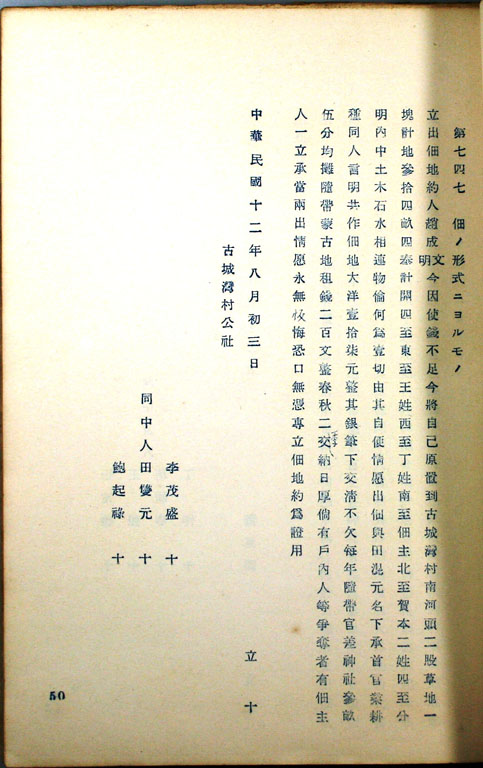 第七四七 佃ノ形式ニヨルモノ
立出佃地約人趙成明文今因使錢不足今將自己原置到古城灣村南河頭二股草地一
塊計地參拾四畝四泰計開四至東至王姓西至丁姓南至佃主北至賀本二姓四至分
明內中土木石水相連物倫何爲壹切由其自便情愿出佃與田混元名下承首官業耕
種同人言明共作佃地大洋壹拾柒元整其銀筆下交淸不欠每年隨帶官差神社參畝
伍分均攤隨帶蒙古地租錢二百文整春秋二交納日厚倘有戶內人等爭奪者有佃主
人一立承當兩出情愿永無佼悔恐口無憑專立佃地約爲證用
中華民國十二年八月初三日 立 十
古城灣村公社
李茂盛 十
同中人田雙元 十
鮑起祿 十
50